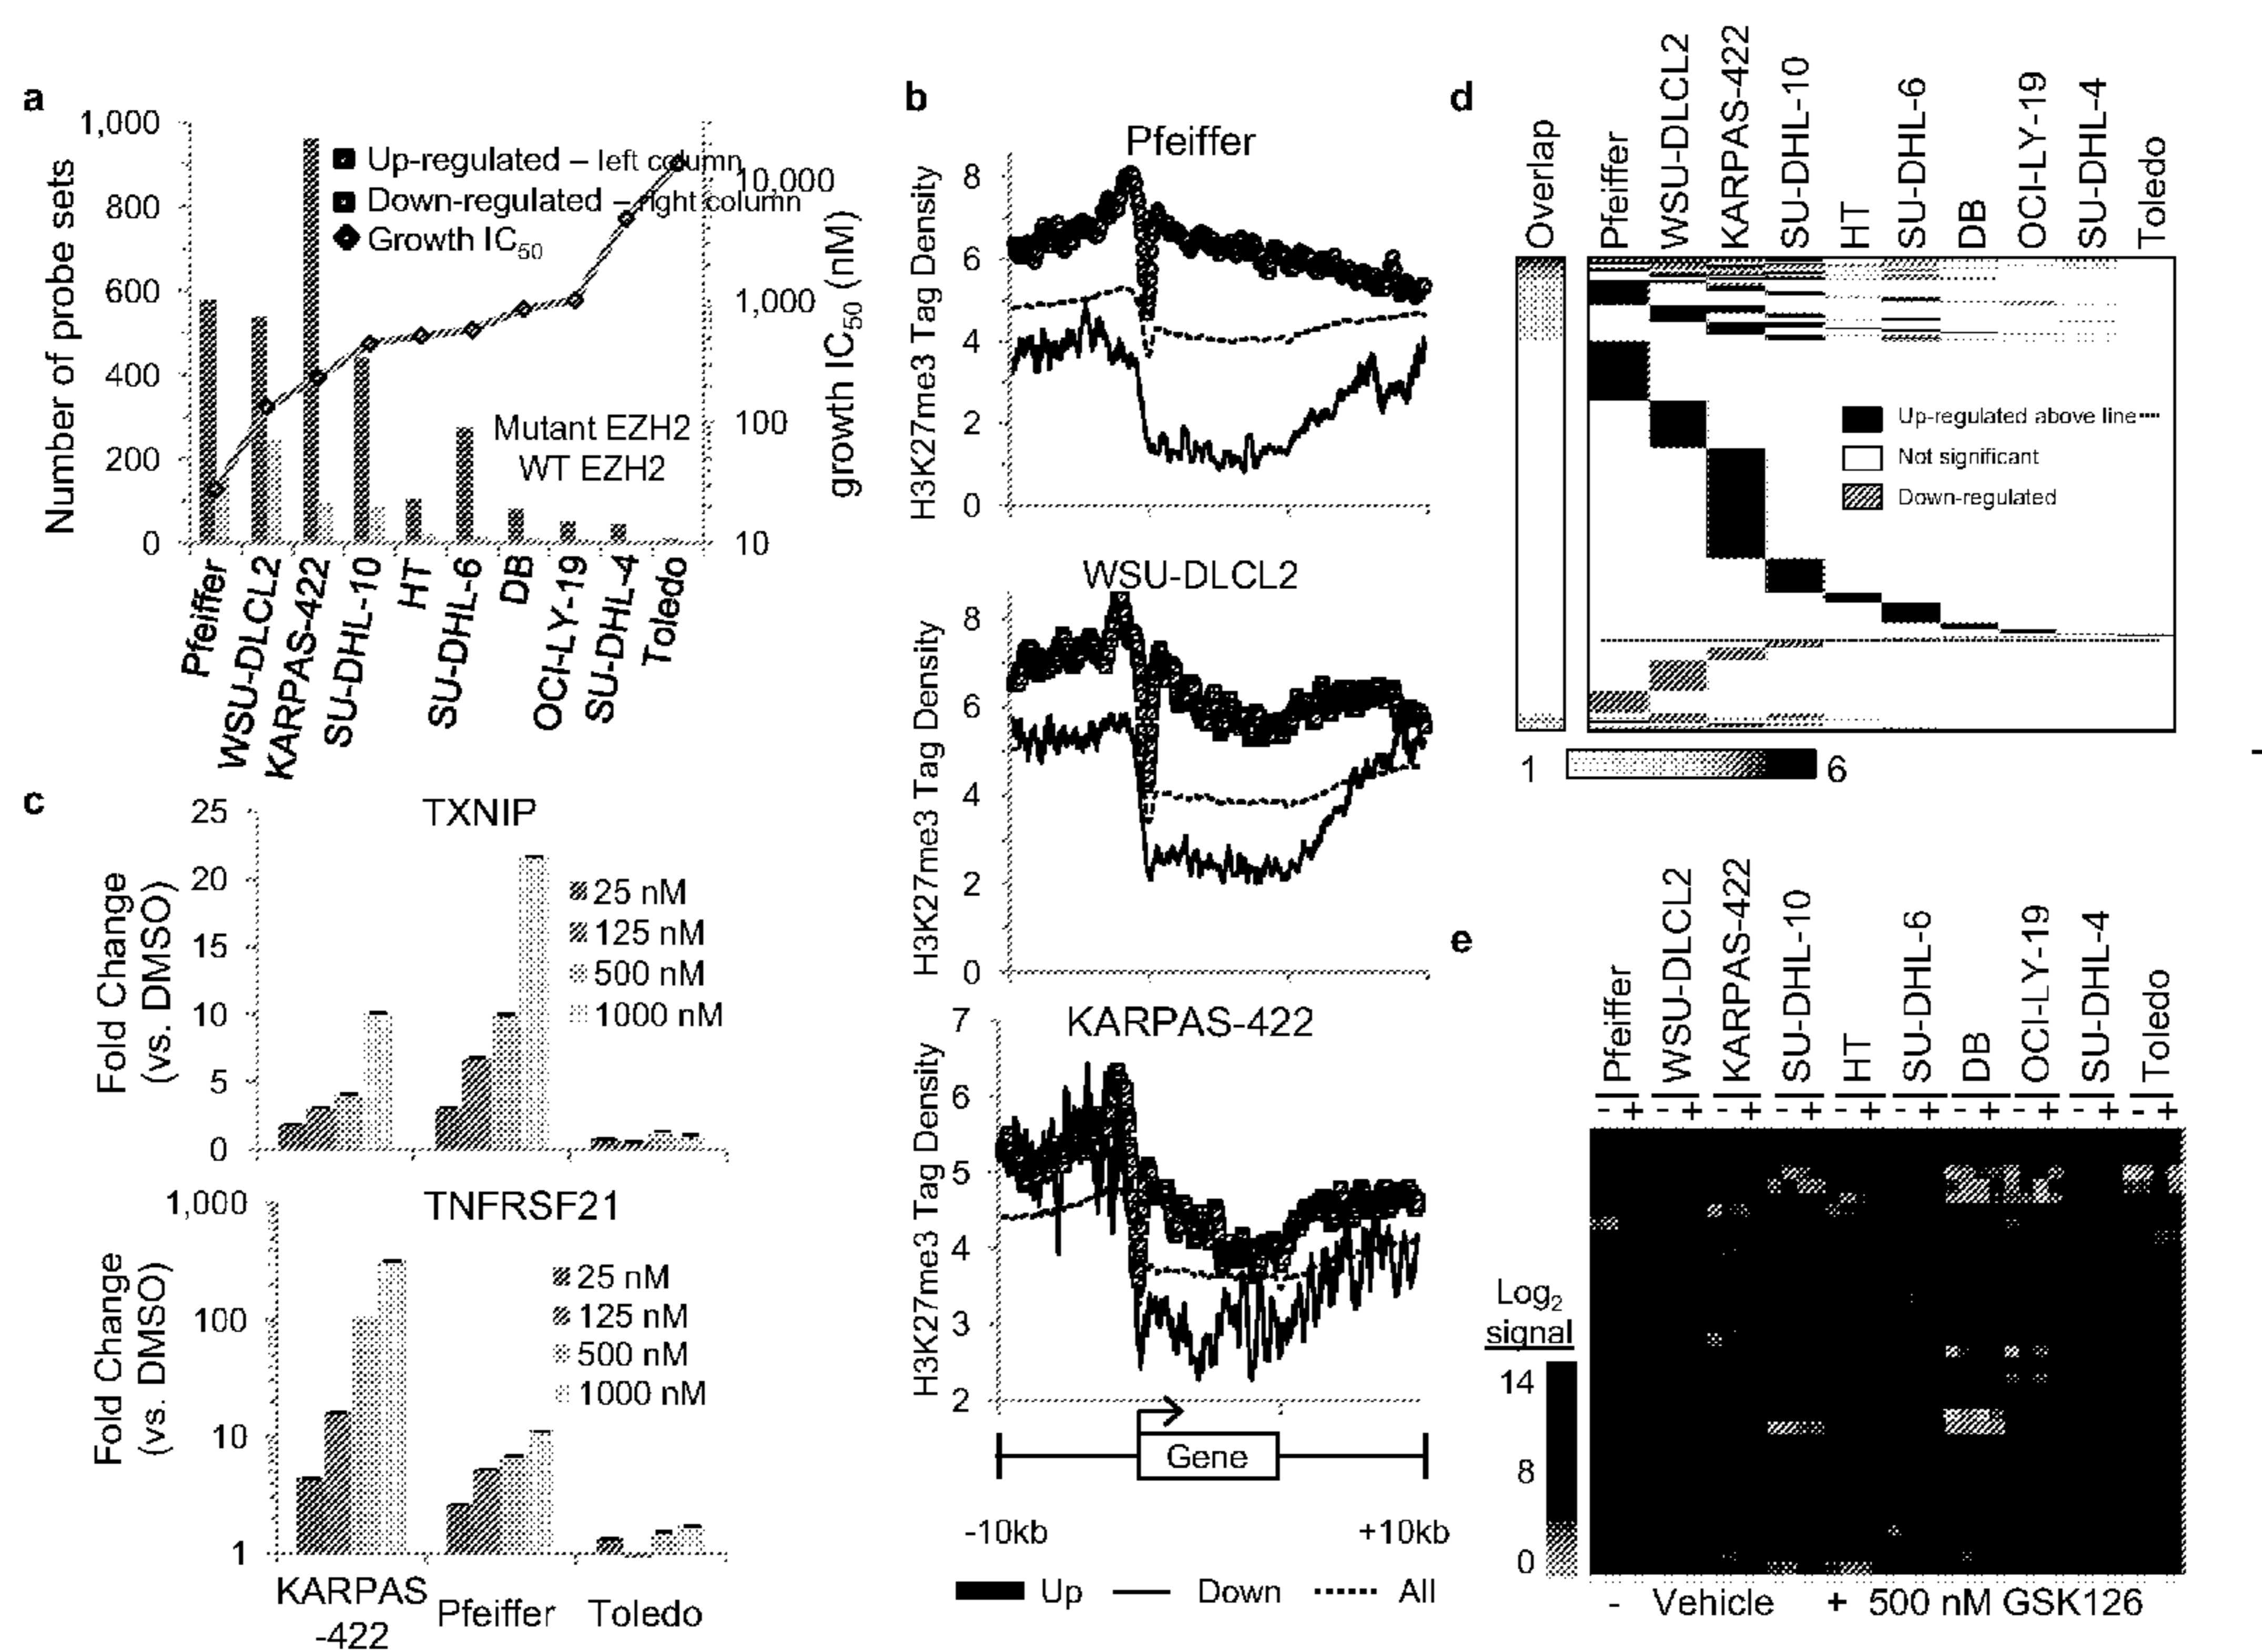 a
1,000
800
600
400
200
0
Number of probe sets
Up-regulated – left column
Down-regulated – right column
Growth IC50
Mutant EZH2
WT EZH2
10,000
1,000
100
10
growth IC50 (nM)
Pfeiffer
WSU-DLCL2
KARPAS-422
SU-DHL-10
HT
SU-DHL-6
DB
OCI-LY-19
SU-DHL-4
Toledo
b
Pfeiffer
H3K27me3 Tag Density
8
6
4
2
0
WSU-DLCL2
H3K27me3 Tag Density
8
6
4
2
0
KARPAS-422
H3K27me3 Tag Density
7
6
5
4
3
2
Gene
-10kb
+10kb
Up
Down
All
c
TXNIP
Fold Change
(vs. DMSO)
25
20
15
10
5
0
25 nM
125 nM
500 nM
1000 nM
TNFRSF21
Fold Change
(vs. DMSO)
1,000
100
10
1
25 nM
125 nM
500 nM
1000 nM
KARPAS
-422
Pfeiffer
Toledo
d
Overlap
Pfeiffer
WSU-DLCL2
KARPAS-422
SU-DHL-10
HT
SU-DHL-6
DB
OCI-LY-19
SU-DHL-4
Toledo
Up-regulated above line
Not significant
Down-regulated
1
6
e
Pfeiffer
WSU-DLCL2
KARPAS-422
SU-DHL-10
HT
SU-DHL-6
DB
OCI-LY-19
SU-DHL-4
Toledo
- + - + - + - + - + - + - + - + - + - +
Log2
signal
14
8
0
- Vehicle + 500 nM GSK126